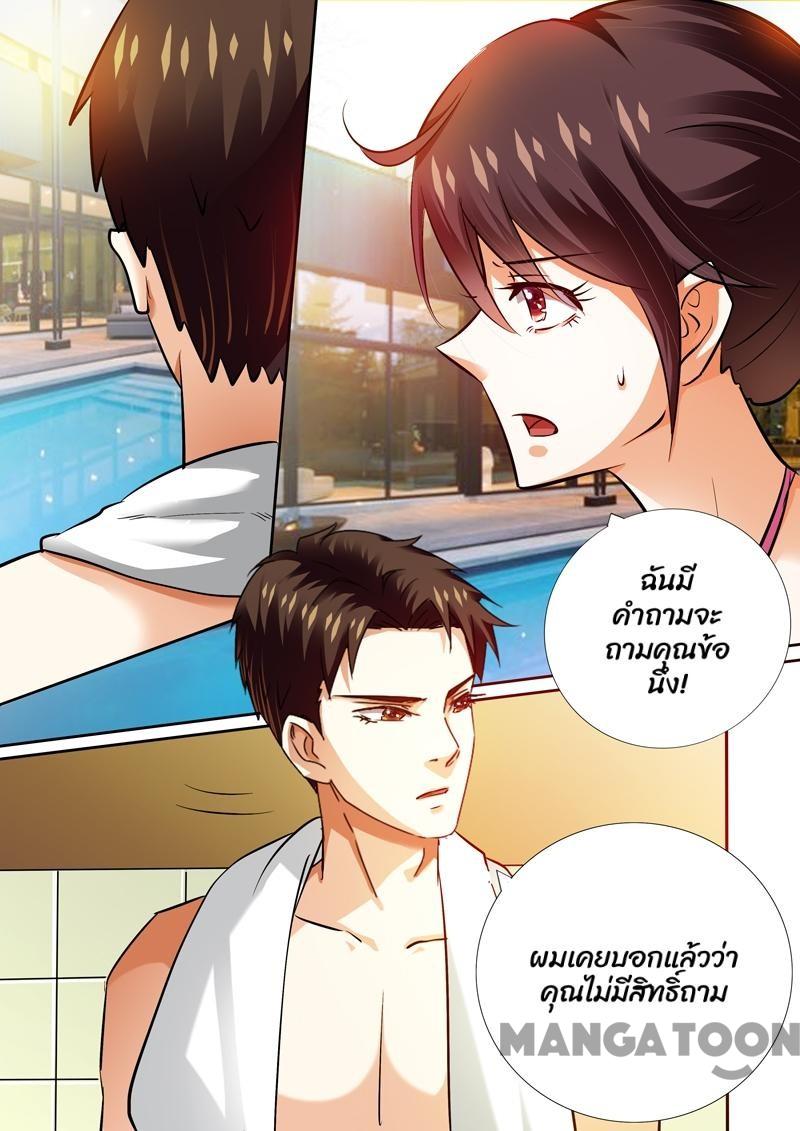 ฉันมี
คำถามจะ
ถามคุณข้อ
นึง!
ผมเคยบอกแล้วว่า
คุณไม่มีสิทธิ์ถาม
MANGATOON